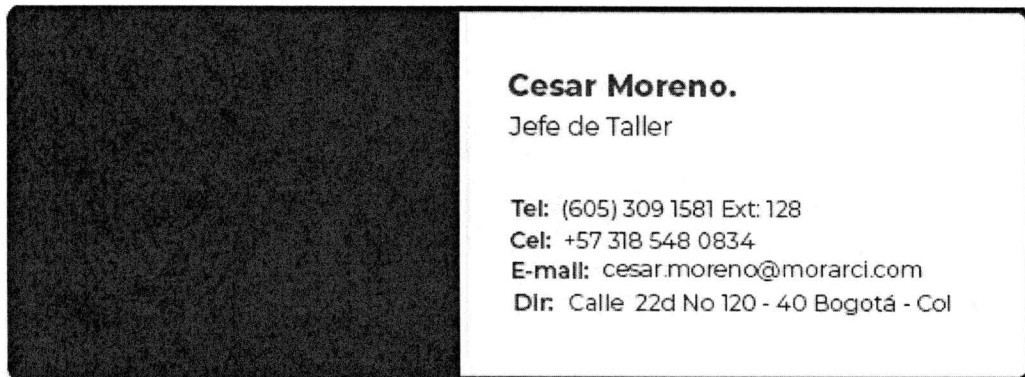 Cesar Moreno.
Jefe de Taller
Tel: (605) 309 1581 Ext: 128
Cel: +57 318 548 0834
E-mail: cesar.moreno@morarci.com
Dir: Calle 22d No 120 - 40 Bogotá - Col